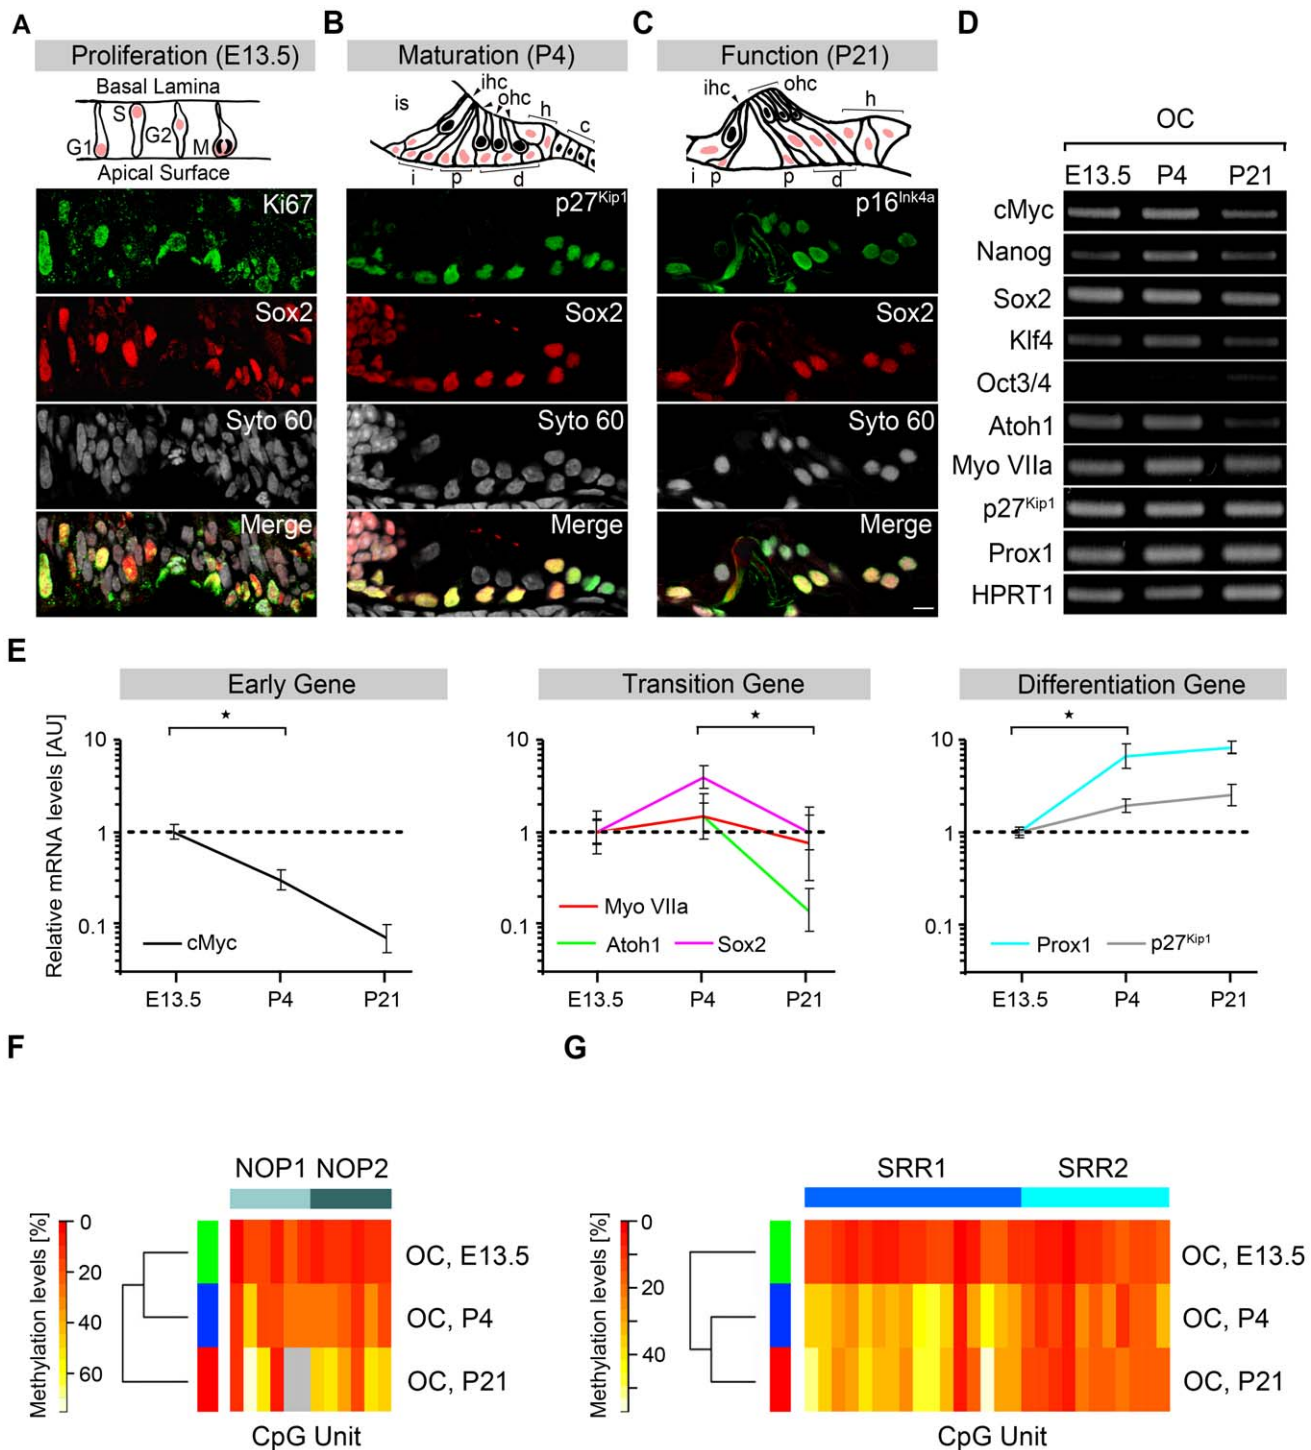 A
Proliferation (E13.5)
Basal Lamina
S
G2
G1
M
Apical Surface
Ki67
Sox2
Syto 60
Merge
B
Maturation (P4)
ihc
is
ohc
h
c
i
p
d
p27Kip1
Sox2
Syto 60
Merge
C
Function (P21)
ihc
ohc
h
i
p
p
d
p16Ink4a
Sox2
Syto 60
Merge
D
OC
E13.5 P4 P21
cMyc
Nanog
Sox2
Klf4
Oct3/4
Atoh1
Myo VIIa
p27Kip1
Prox1
HPRT1
E
Early Gene
Relative mRNA levels [AU]
★
10
1
0.1
cMyc
E13.5 P4 P21
Transition Gene
★
10
1
0.1
Myo VIIa
Atoh1 Sox2
E13.5 P4 P21
Differentiation Gene
★
10
1
0.1
Prox1 p27Kip1
E13.5 P4 P21
F
NOP1 NOP2
Methylation levels [%]
0
20
40
60
OC, E13.5
OC, P4
OC, P21
CpG Unit
G
SRR1 SRR2
Methylation levels [%]
0
20
40
OC, E13.5
OC, P4
OC, P21
CpG Unit